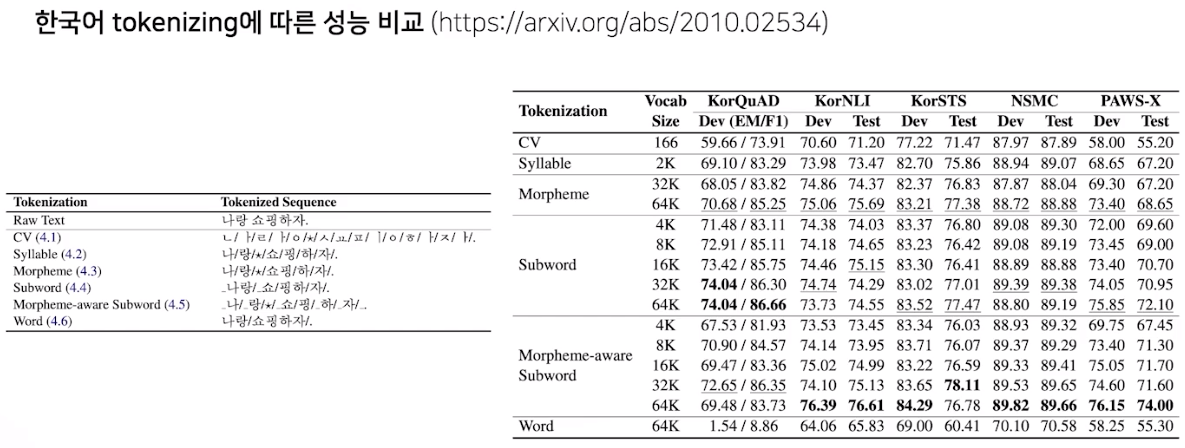 한국어 tokenizing에 따른 성능 비교 (https://arxiv.org/abs/2010.02534)
Tokenization Tokenized Sequence
Raw Text 나랑 쇼핑하자.
CV (4.1) ㄴ/ㅏ/ㄹ/ㅏ/ㅇ/⋆/ㅅ/ㅛ/ㅍ/ㅣ/ㅇ/ㅎ/ㅏ/ㅈ/ㅏ/.
Syllable (4.2) 나/랑/⋆/쇼/핑/하/자/.
Morpheme (4.3) 나/랑/⋆/쇼핑/하/자/.
Subword (4.4) _나랑/_쇼/핑하/자/.
Morpheme-aware Subword (4.5) _나/_랑/⋆/_쇼/핑/_하/_자/_.
Word (4.6) 나랑/쇼핑하자/.
Tokenization Vocab Size KorQuAD KorNLI KorSTS NSMC PAWS-X
Dev (EM/F1) Dev Test Dev Test Dev Test Dev Test
CV 166 59.66 / 73.91 70.60 71.20 77.22 71.47 87.97 87.89 58.00 55.20
Syllable 2K 69.10 / 83.29 73.98 73.47 82.70 75.86 88.94 89.07 68.65 67.20
Morpheme 32K 68.05 / 83.82 74.86 74.37 82.37 76.83 87.87 88.04 69.30 67.20
64K 70.68 / 85.25 75.06 75.69 83.21 77.38 88.72 88.88 73.40 68.65
Subword 4K 71.48 / 83.11 74.38 74.03 83.37 76.80 89.08 89.30 72.00 69.60
8K 72.91 / 85.11 74.18 74.65 83.23 76.42 89.08 89.19 73.45 69.00
16K 73.42 / 85.75 74.46 75.15 83.30 76.41 88.89 88.88 73.40 70.70
32K 74.04 / 86.30 74.74 74.29 83.02 77.01 89.39 89.38 74.05 70.95
64K 74.04 / 86.66 73.73 74.55 83.52 77.47 88.80 89.19 75.85 72.10
Morpheme-aware Subword 4K 67.53 / 81.93 73.53 73.45 83.34 76.03 88.93 89.32 69.75 67.45
8K 70.90 / 84.57 74.14 73.95 83.71 76.07 89.37 89.29 73.40 71.30
16K 69.47 / 83.36 75.02 74.99 83.22 76.59 89.33 89.41 75.05 71.70
32K 72.65 / 86.35 74.10 75.13 83.65 78.11 89.53 89.65 74.60 71.60
64K 69.48 / 83.73 76.39 76.61 84.29 76.78 89.82 89.66 76.15 74.00
Word 64K 1.54 / 8.86 64.06 65.83 69.00 60.41 70.10 70.58 58.25 55.30